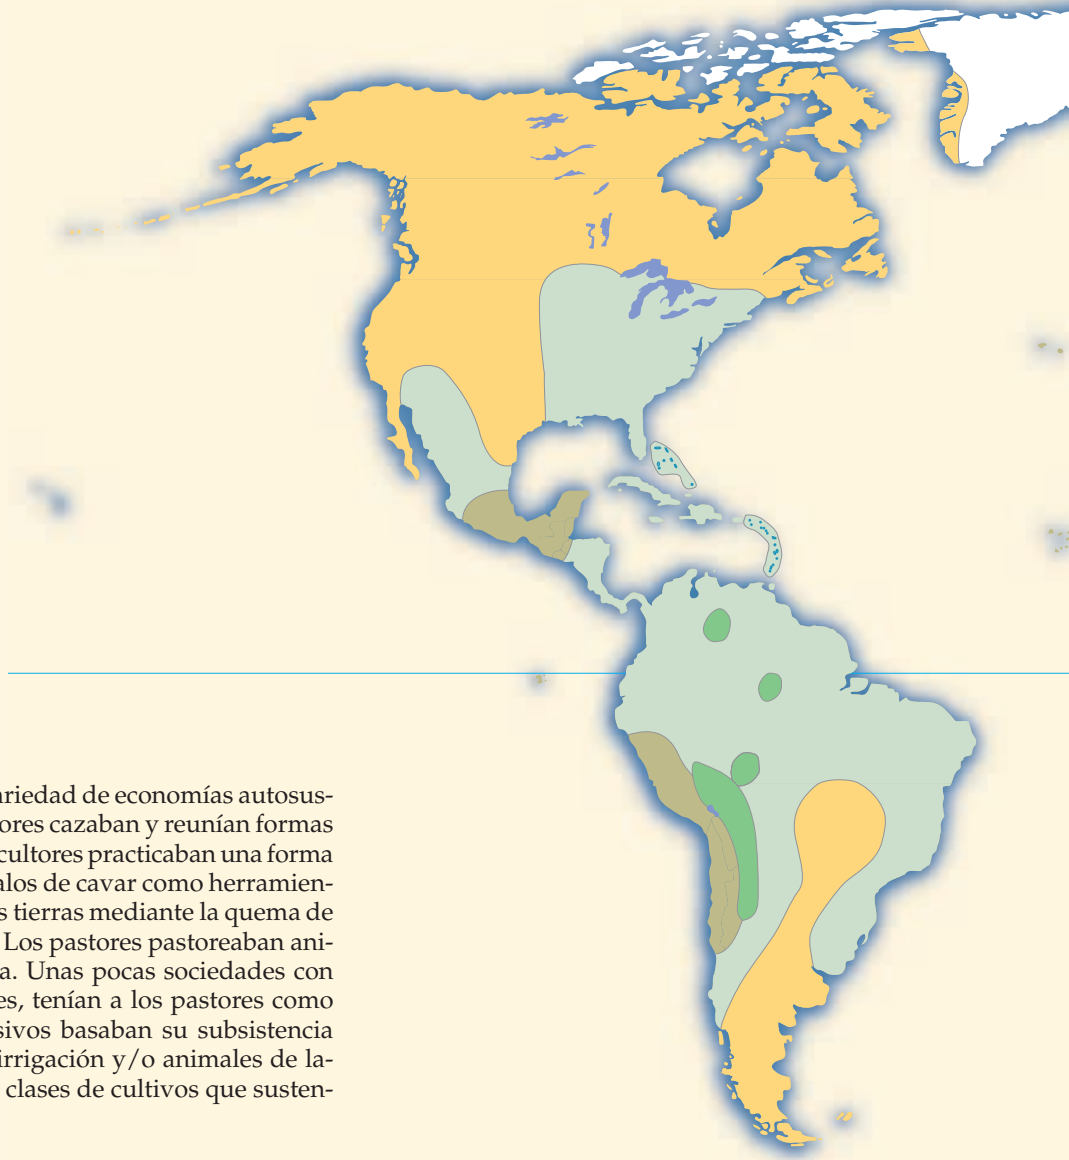 ariedad de economías autosus-
ores cazaban y reunían formas
cultores practicaban una forma
alos de cavar como herramien-
s tierras mediante la quema de
Los pastores pastoreaban ani-
a. Unas pocas sociedades con
es, tenían a los pastores como
sivos basaban su subsistencia
irrigación y/o animales de la-
clases de cultivos que susten-